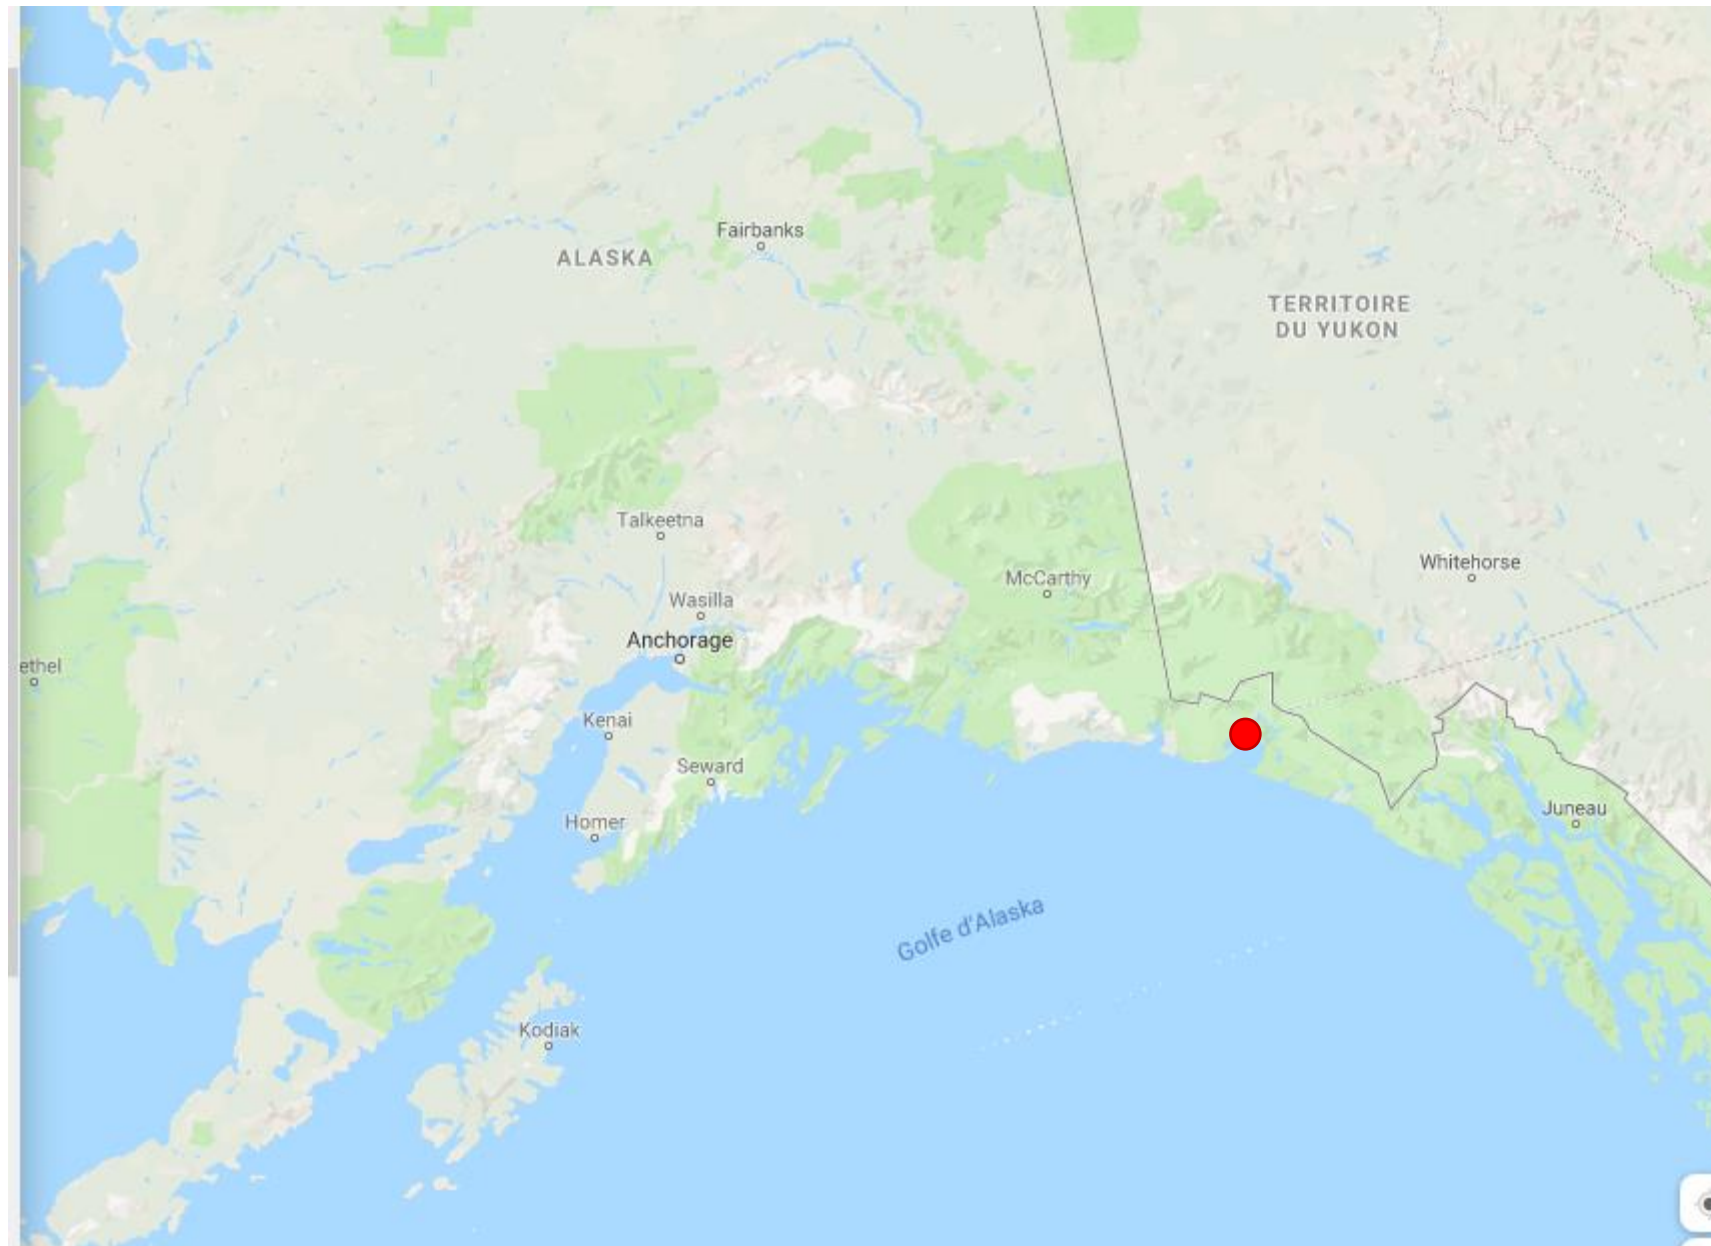 Fairbanks
ALASKA
TERRITOIRE
DU YUKON
Talkeetna
Whitehorse
McCarthy
Wasilla
Anchorage
ethel
Kenai
Seward
Juneau
Homer
Golfe d'Alaska
Kodiak